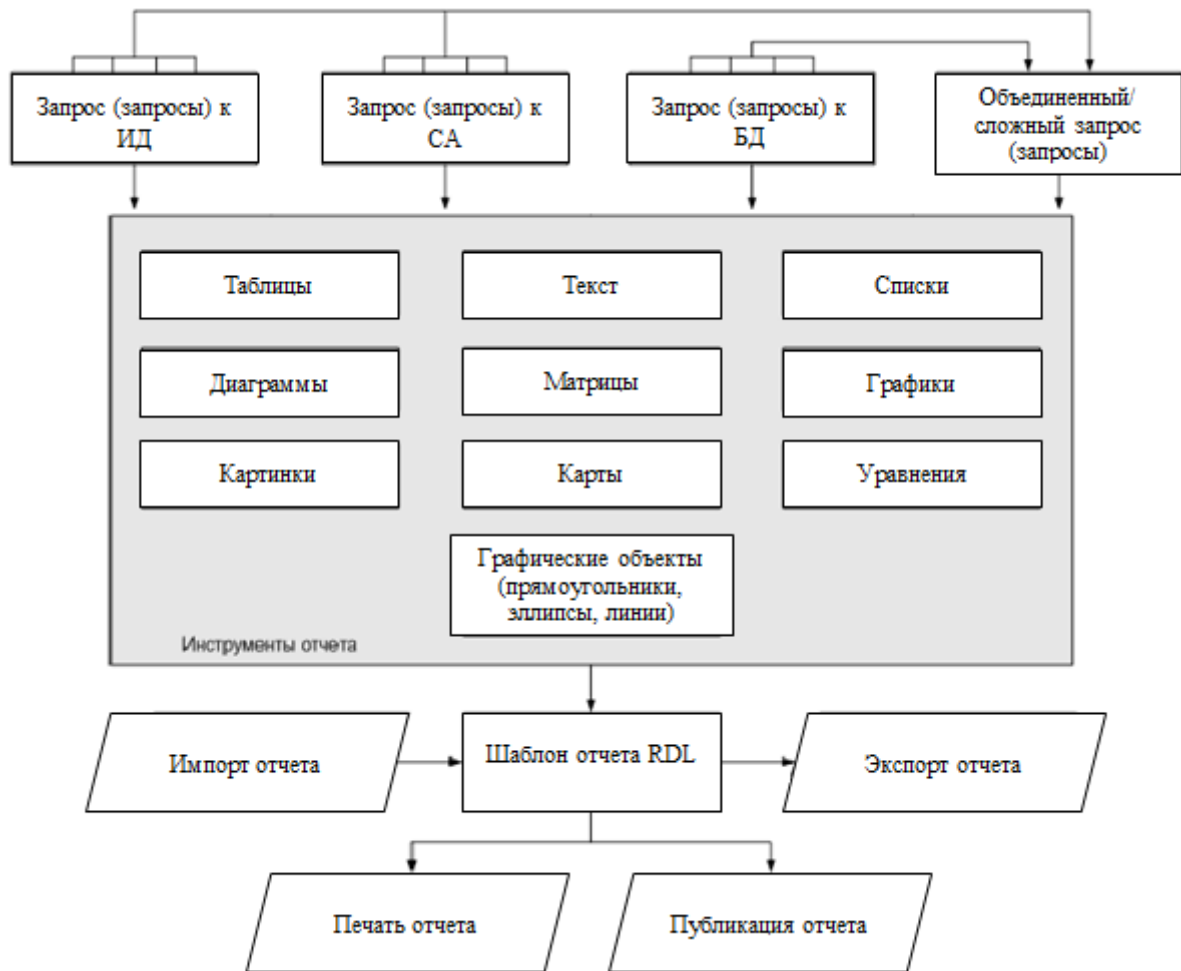 Запрос (запросы) к
ИД
Запрос (запросы) к
СА
Запрос (запросы) к
БД
Объединенный/
сложный запрос
(запросы)
Таблицы
Текст
Списки
Диаграммы
Матрицы
Графики
Картинки
Карты
Уравнения
Графические объекты
(прямоугольники,
эллипсы, линии)
Инструменты отчета
Импорт отчета
Шаблон отчета RDL
Экспорт отчета
Печать отчета
Публикация отчета